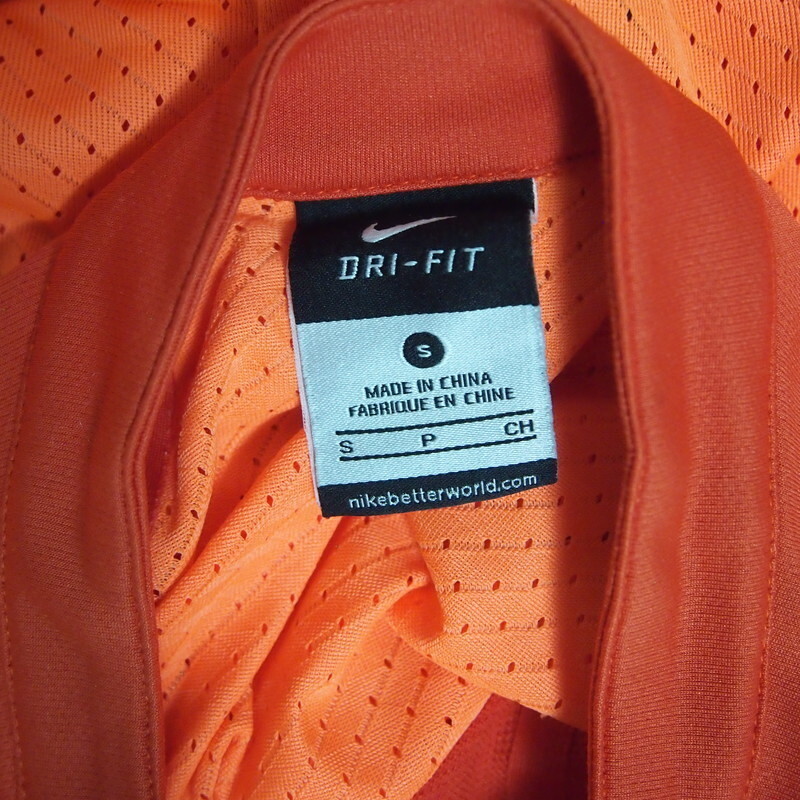 DRI-FIT
S
MADE IN CHINA
FABRIQUE EN CHINE
S P CH
nikebetterworld.com